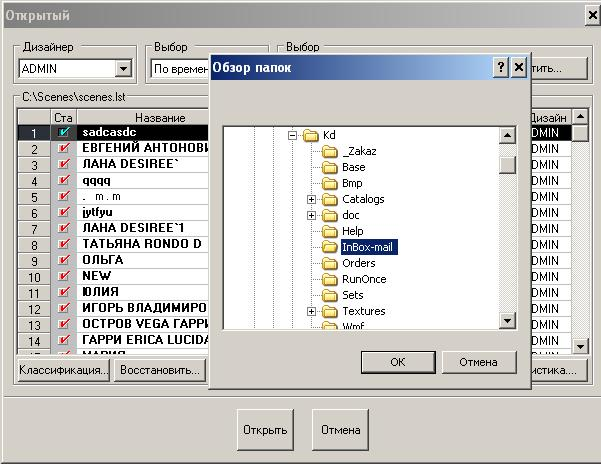 Открытый
Дизайнер
Выбор
Выбор
ADMIN
По времен
тить...
C:\Scenes\scenes.lst
Ста
Название
Дизайн
1 sadcasdc DMIN
2 ЕВГЕНИЙ АНТОНОВИ DMIN
3 ЛАНА DESIREE` DMIN
4 qqqq DMIN
5 . m . m DMIN
6 jytfyu DMIN
7 ЛАНА DESIREE`1 DMIN
8 ТАТЬЯНА RONDO D DMIN
9 ОЛЬГА DMIN
10 NEW DMIN
11 ЮЛИЯ DMIN
12 ИГОРЬ ВЛАДИМИРО DMIN
13 ОСТРОВ VEGA ГАРРИ DMIN
14 ГАРРИ ERICA LUCIDA DMIN
Классификация...
Восстановить...
истика....
Открыть
Отмена
Обзор папок
Kd
_Zakaz
Base
Bmp
Catalogs
doc
Help
InBox-mail
Orders
RunOnce
Sets
Textures
Wmf
OK
Отмена